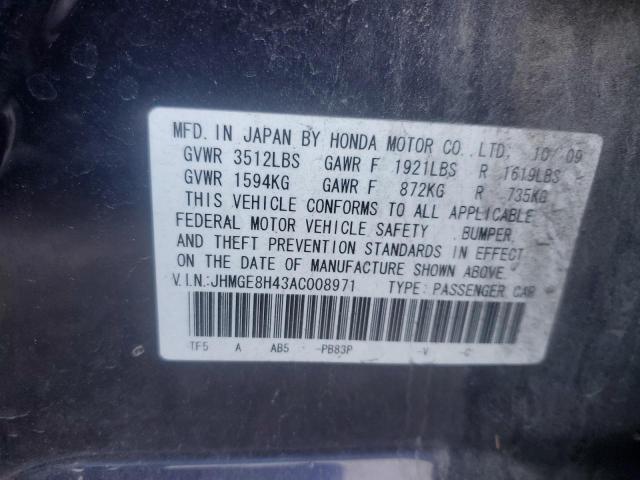 MFD. IN JAPAN BY HONDA MOTOR CO., LTD. 10/09
GVWR 3512LBS GAWR F 1921LBS R 1619LBS
GVWR 1594KG GAWR F 872KG R 735KG
THIS VEHICLE CONFORMS TO ALL APPLICABLE
FEDERAL MOTOR VEHICLE SAFETY , BUMPER,
AND THEFT PREVENTION STANDARDS IN EFFECT
ON THE DATE OF MANUFACTURE SHOWN ABOVE
V.I.N.:JHMGE8H43AC008971 TYPE: PASSENGER CAR
TF5 A AB5 -PB83P -V -C